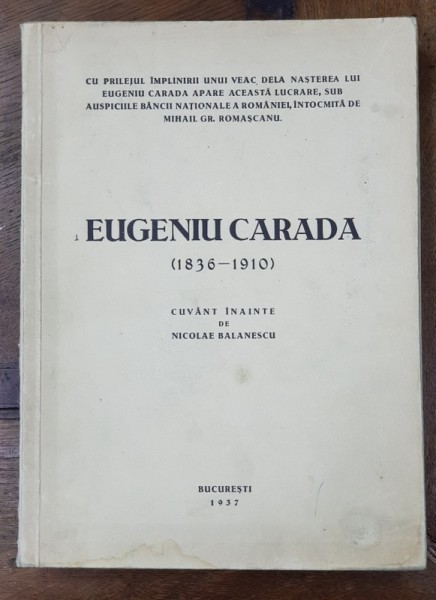 CU PRILEJUL ÎMPLINIRII UNUI VEAC DELA NAȘTEREA LUI
EUGENIU CARADA APARE ACEASTĂ LUCRARE, SUB
AUSPICIILE BĂNCII NAȚIONALE A ROMÂNIEI, ÎNTOCMITĂ DE
MIHAIL GR. ROMAȘCANU.
EUGENIU CARADA
(1836—1910)
CUVÂNT ÎNAINTE
DE
NICOLAE BALANESCU
BUCUREȘTI
1937